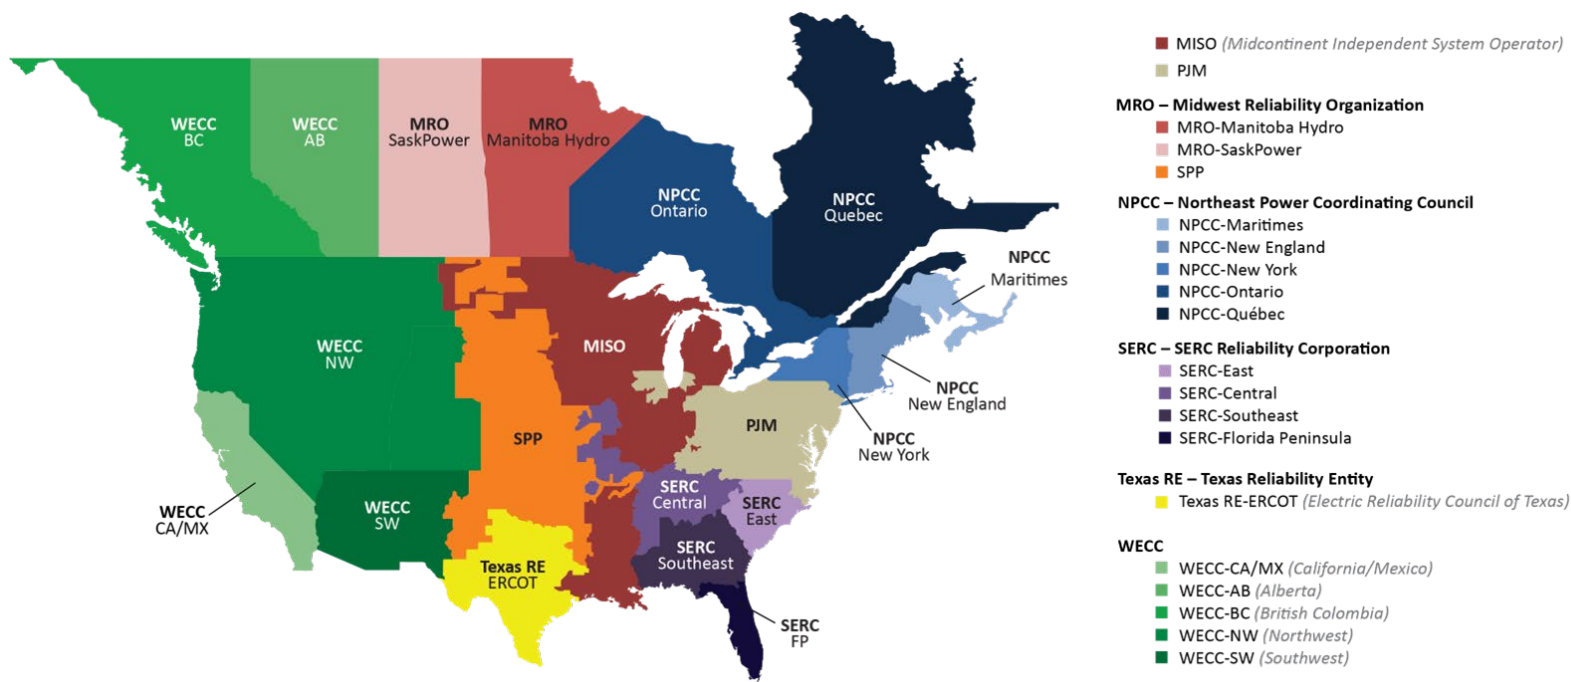 WECC
BC
WECC
AB
MRO
SaskPower
MRO
Manitoba Hydro
NPCC
Ontario
NPCC
Quebec
NPCC
Maritimes
WECC
NW
MISO
NPCC
New England
SPP
PJM
NPCC
New York
WECC
CA/MX
WECC
SW
SERC
Central
SERC
East
SERC
Southeast
Texas RE
ERCOT
SERC
FP
MISO (Midcontinent Independent System Operator)
PJM
MRO – Midwest Reliability Organization
MRO-Manitoba Hydro
MRO-SaskPower
SPP
NPCC – Northeast Power Coordinating Council
NPCC-Maritimes
NPCC-New England
NPCC-New York
NPCC-Ontario
NPCC-Québec
SERC – SERC Reliability Corporation
SERC-East
SERC-Central
SERC-Southeast
SERC-Florida Peninsula
Texas RE – Texas Reliability Entity
Texas RE-ERCOT (Electric Reliability Council of Texas)
WECC
WECC-CA/MX (California/Mexico)
WECC-AB (Alberta)
WECC-BC (British Colombia)
WECC-NW (Northwest)
WECC-SW (Southwest)